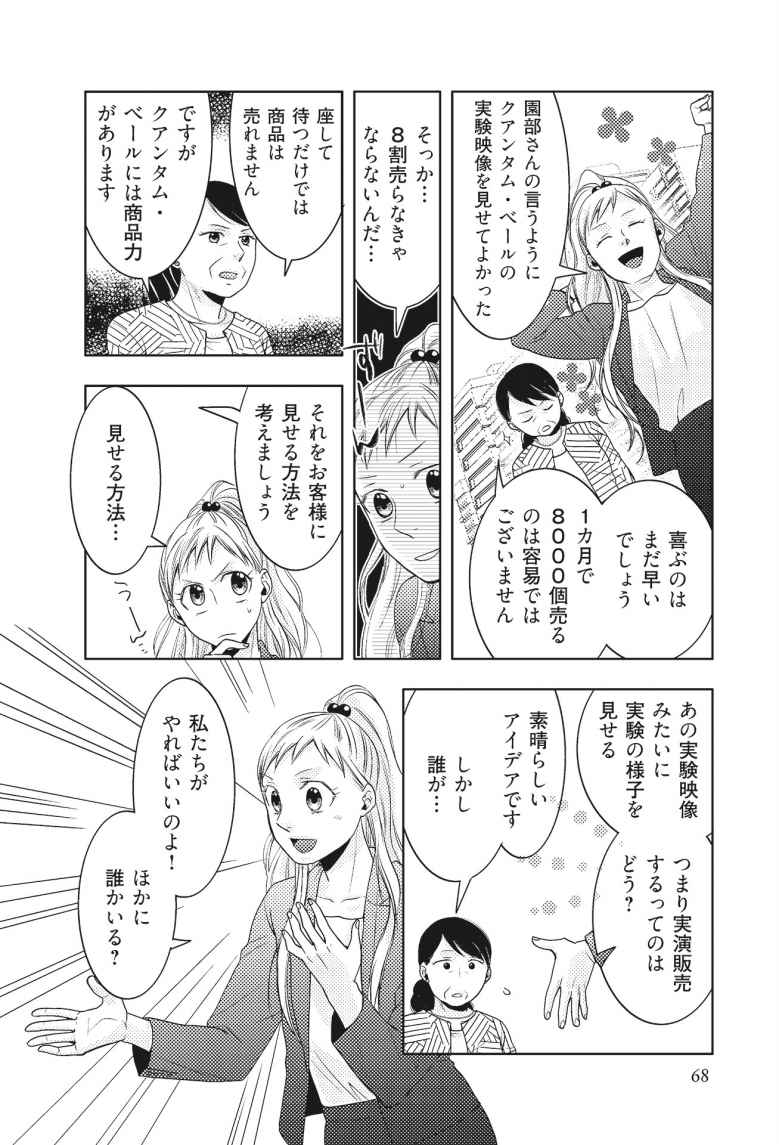 園部さんの言うように
クアンタム・ベールの
実験映像を見せてよかった
喜ぶのは
まだ早い
でしょう
1カ月で
8000個売る
のは容易では
ございません
そっか…
8割売らなきゃ
ならないんだ…
座して
待つだけでは
商品は
売れません
ですが
クアンタム・
ベールには商品力
があります
それをお客様に
見せる方法を
考えましょう
見せる方法…
うーん
あの実験映像
みたいに
実験の様子を
見せる
つまり実演販売
するってのは
どう?
素晴らしい
アイデアです
しかし
誰が…
私たちが
やればいいのよ!
ほかに
誰かいる?
68